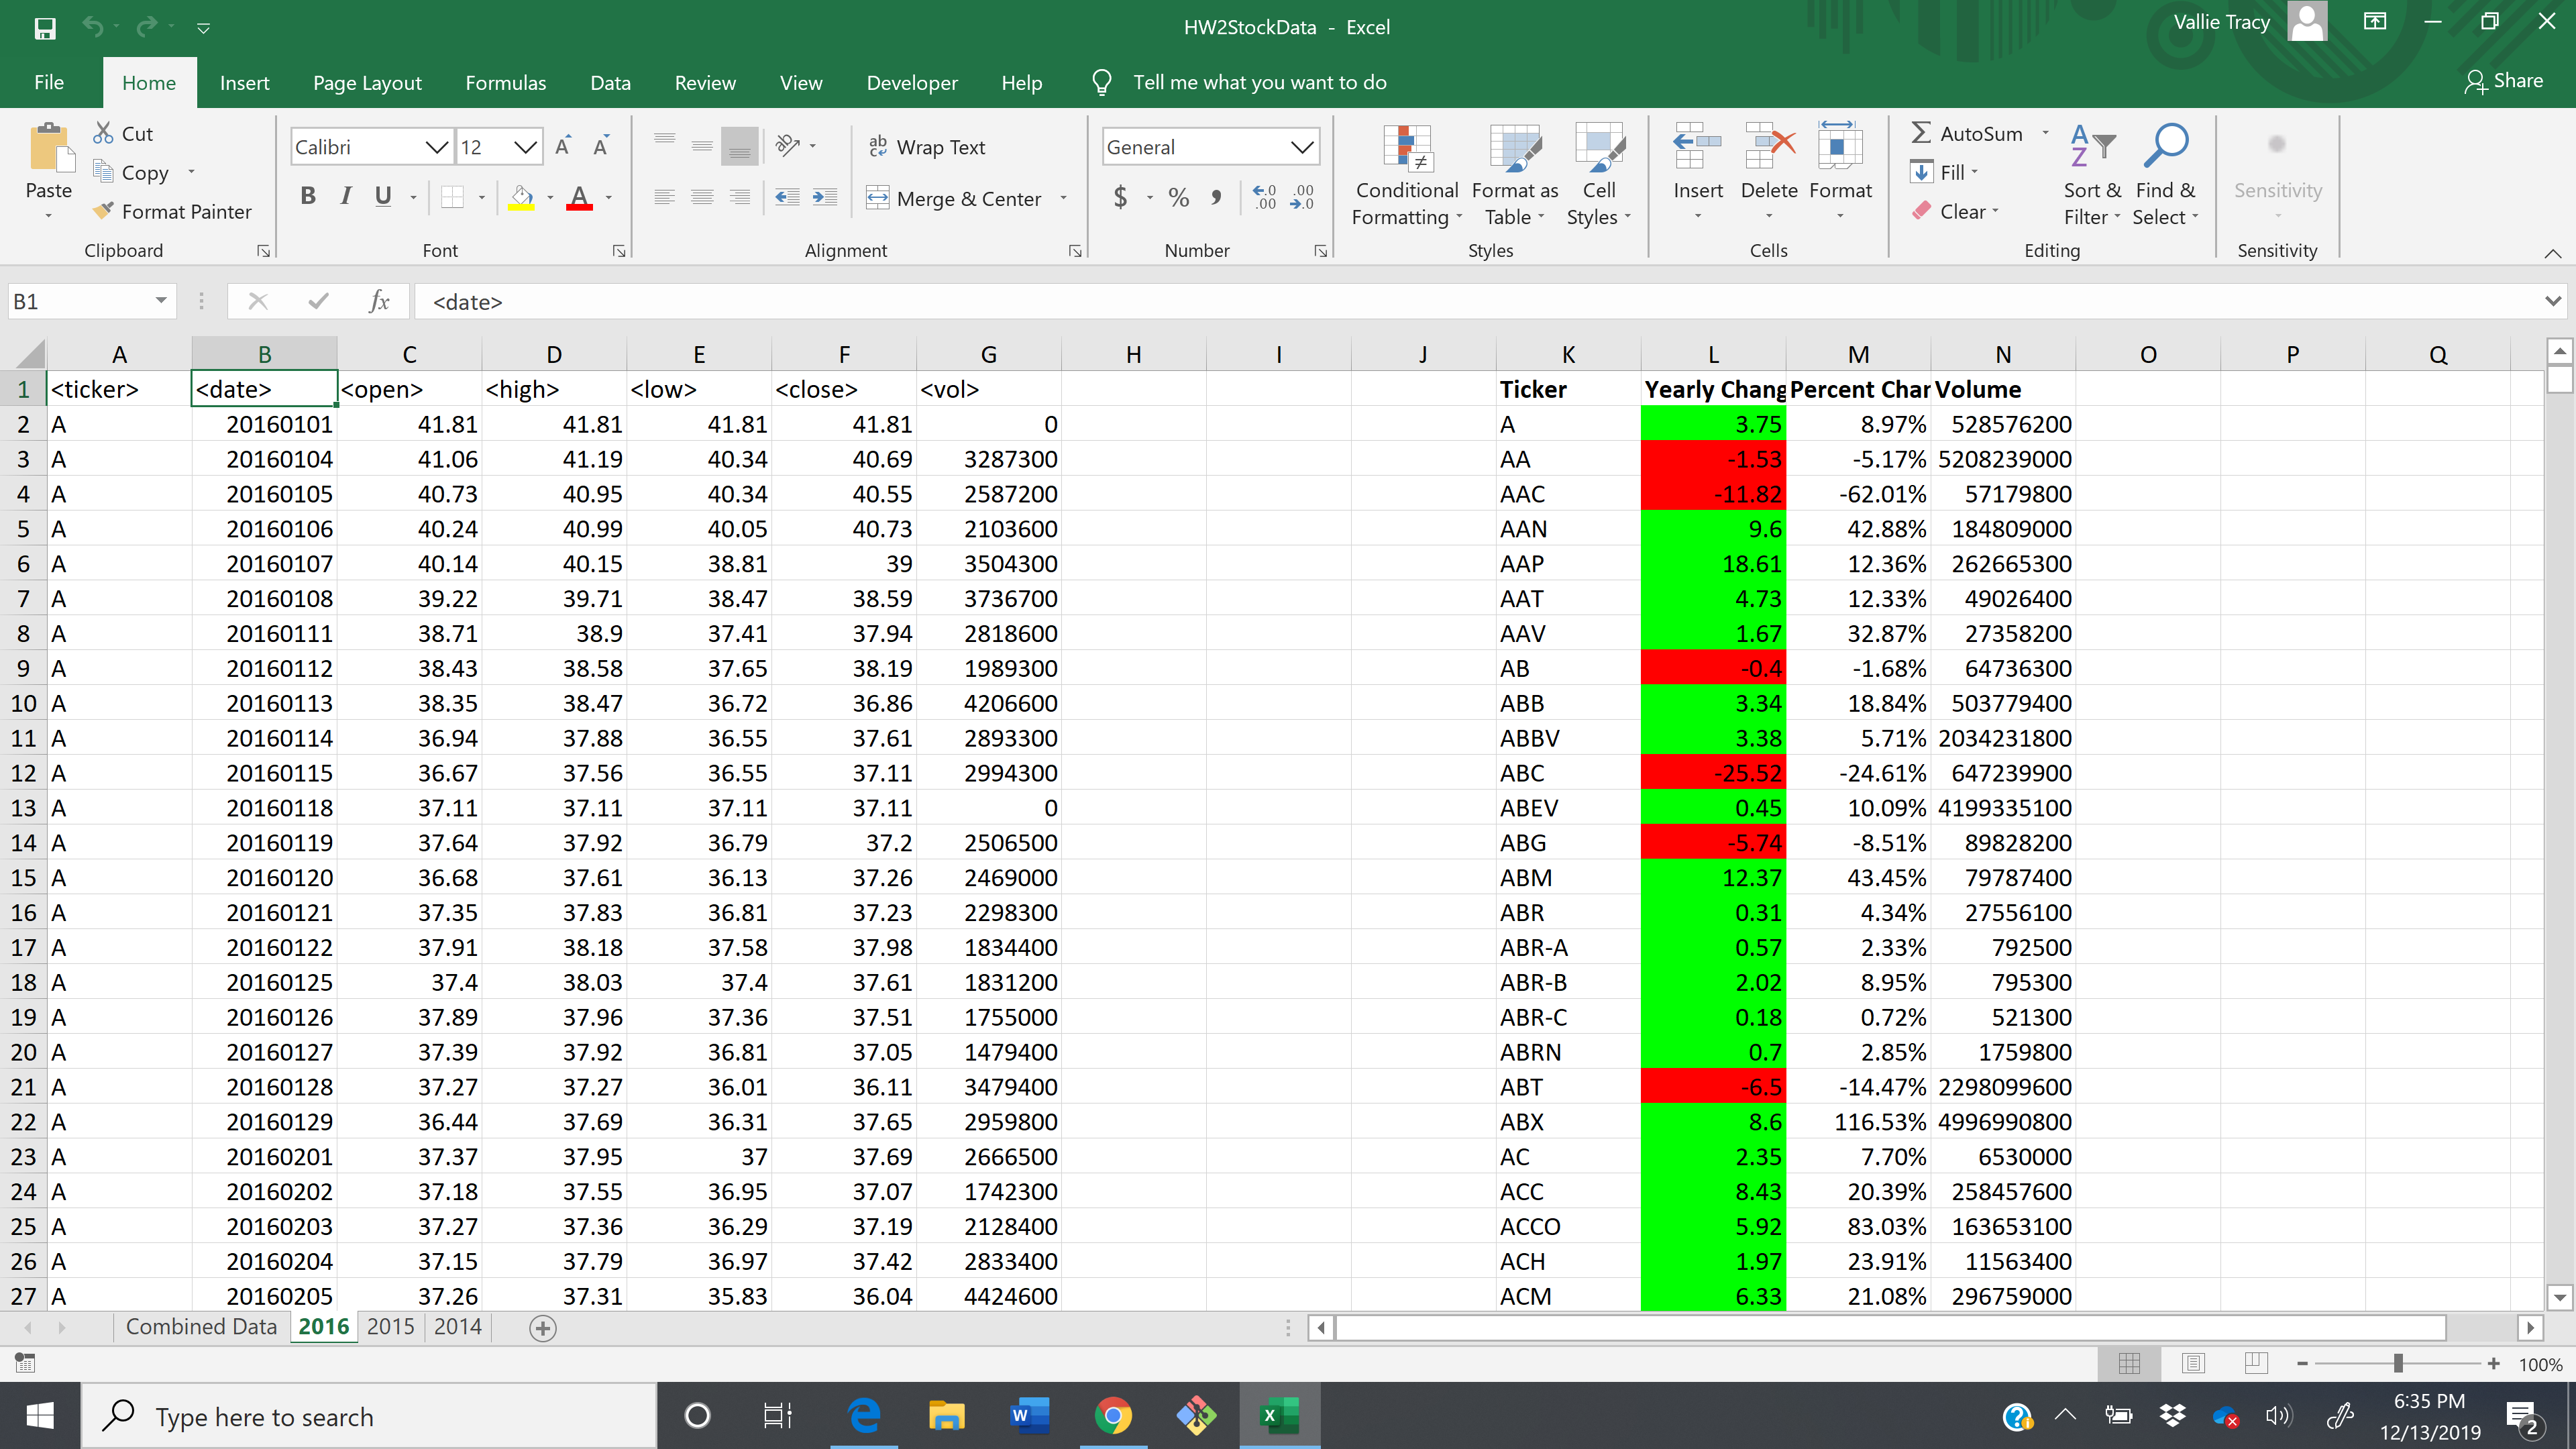 HW2StockData - Excel
Vallie Tracy
File Home Insert Page Layout Formulas Data Review View Developer Help Tell me what you want to do Share
Paste
Cut
Copy
Format Painter
Clipboard
Calibri 12
B I U
Font
Wrap Text
Merge & Center
Alignment
General
$ % ,
Number
Conditional Formatting
Format as Table
Cell Styles
Styles
Insert Delete Format
Cells
AutoSum
Fill
Clear
Sort & Filter
Find & Select
Editing
Sensitivity
Sensitivity
B1 fx <date>
A B C D E F G H I J K L M N O P Q
1 <ticker> <date> <open> <high> <low> <close> <vol> Ticker Yearly Chang Percent Char Volume
2 A 20160101 41.81 41.81 41.81 41.81 0 A 3.75 8.97% 528576200
3 A 20160104 41.06 41.19 40.34 40.69 3287300 AA -1.53 -5.17% 5208239000
4 A 20160105 40.73 40.95 40.34 40.55 2587200 AAC -11.82 -62.01% 57179800
5 A 20160106 40.24 40.99 40.05 40.73 2103600 AAN 9.6 42.88% 184809000
6 A 20160107 40.14 40.15 38.81 39 3504300 AAP 18.61 12.36% 262665300
7 A 20160108 39.22 39.71 38.47 38.59 3736700 AAT 4.73 12.33% 49026400
8 A 20160111 38.71 38.9 37.41 37.94 2818600 AAV 1.67 32.87% 27358200
9 A 20160112 38.43 38.58 37.65 38.19 1989300 AB -0.4 -1.68% 64736300
10 A 20160113 38.35 38.47 36.72 36.86 4206600 ABB 3.34 18.84% 503779400
11 A 20160114 36.94 37.88 36.55 37.61 2893300 ABBV 3.38 5.71% 2034231800
12 A 20160115 36.67 37.56 36.55 37.11 2994300 ABC -25.52 -24.61% 647239900
13 A 20160118 37.11 37.11 37.11 37.11 0 ABEV 0.45 10.09% 4199335100
14 A 20160119 37.64 37.92 36.79 37.2 2506500 ABG -5.74 -8.51% 89828200
15 A 20160120 36.68 37.61 36.13 37.26 2469000 ABM 12.37 43.45% 79787400
16 A 20160121 37.35 37.83 36.81 37.23 2298300 ABR 0.31 4.34% 27556100
17 A 20160122 37.91 38.18 37.58 37.98 1834400 ABR-A 0.57 2.33% 792500
18 A 20160125 37.4 38.03 37.4 37.61 1831200 ABR-B 2.02 8.95% 795300
19 A 20160126 37.89 37.96 37.36 37.51 1755000 ABR-C 0.18 0.72% 521300
20 A 20160127 37.39 37.92 36.81 37.05 1479400 ABRN 0.7 2.85% 1759800
21 A 20160128 37.27 37.27 36.01 36.11 3479400 ABT -6.5 -14.47% 2298099600
22 A 20160129 36.44 37.69 36.31 37.65 2959800 ABX 8.6 116.53% 4996990800
23 A 20160201 37.37 37.95 37 37.69 2666500 AC 2.35 7.70% 6530000
24 A 20160202 37.18 37.55 36.95 37.07 1742300 ACC 8.43 20.39% 258457600
25 A 20160203 37.27 37.36 36.29 37.19 2128400 ACCO 5.92 83.03% 163653100
26 A 20160204 37.15 37.79 36.97 37.42 2833400 ACH 1.97 23.91% 11563400
27 A 20160205 37.26 37.31 35.83 36.04 4424600 ACM 6.33 21.08% 296759000
Combined Data 2016 2015 2014
100%
Type here to search
6:35 PM
12/13/2019
2